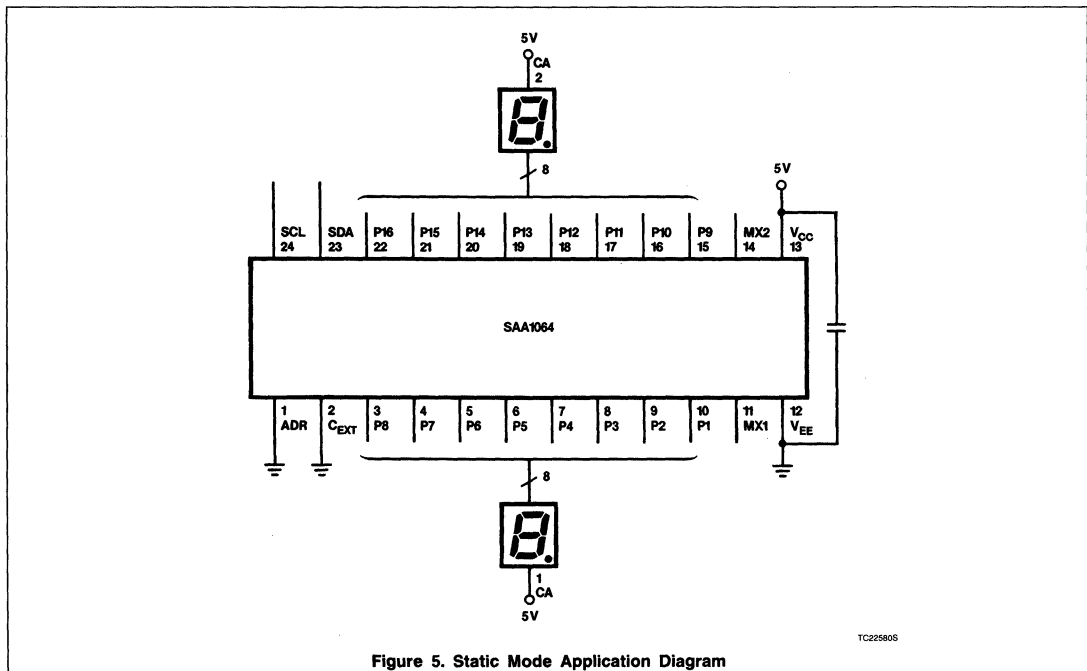 5V
CA
2
8
5V
SCL SDA P16 P15 P14 P13 P12 P11 P10 P9 MX2 VCC
24 23 22 21 20 19 18 17 16 15 14 13
SAA1064
1 2 3 4 5 6 7 8 9 10 11 12
ADR CEXT P8 P7 P6 P5 P4 P3 P2 P1 MX1 VEE
8
1
CA
5V
TC22580S
Figure 5. Static Mode Application Diagram